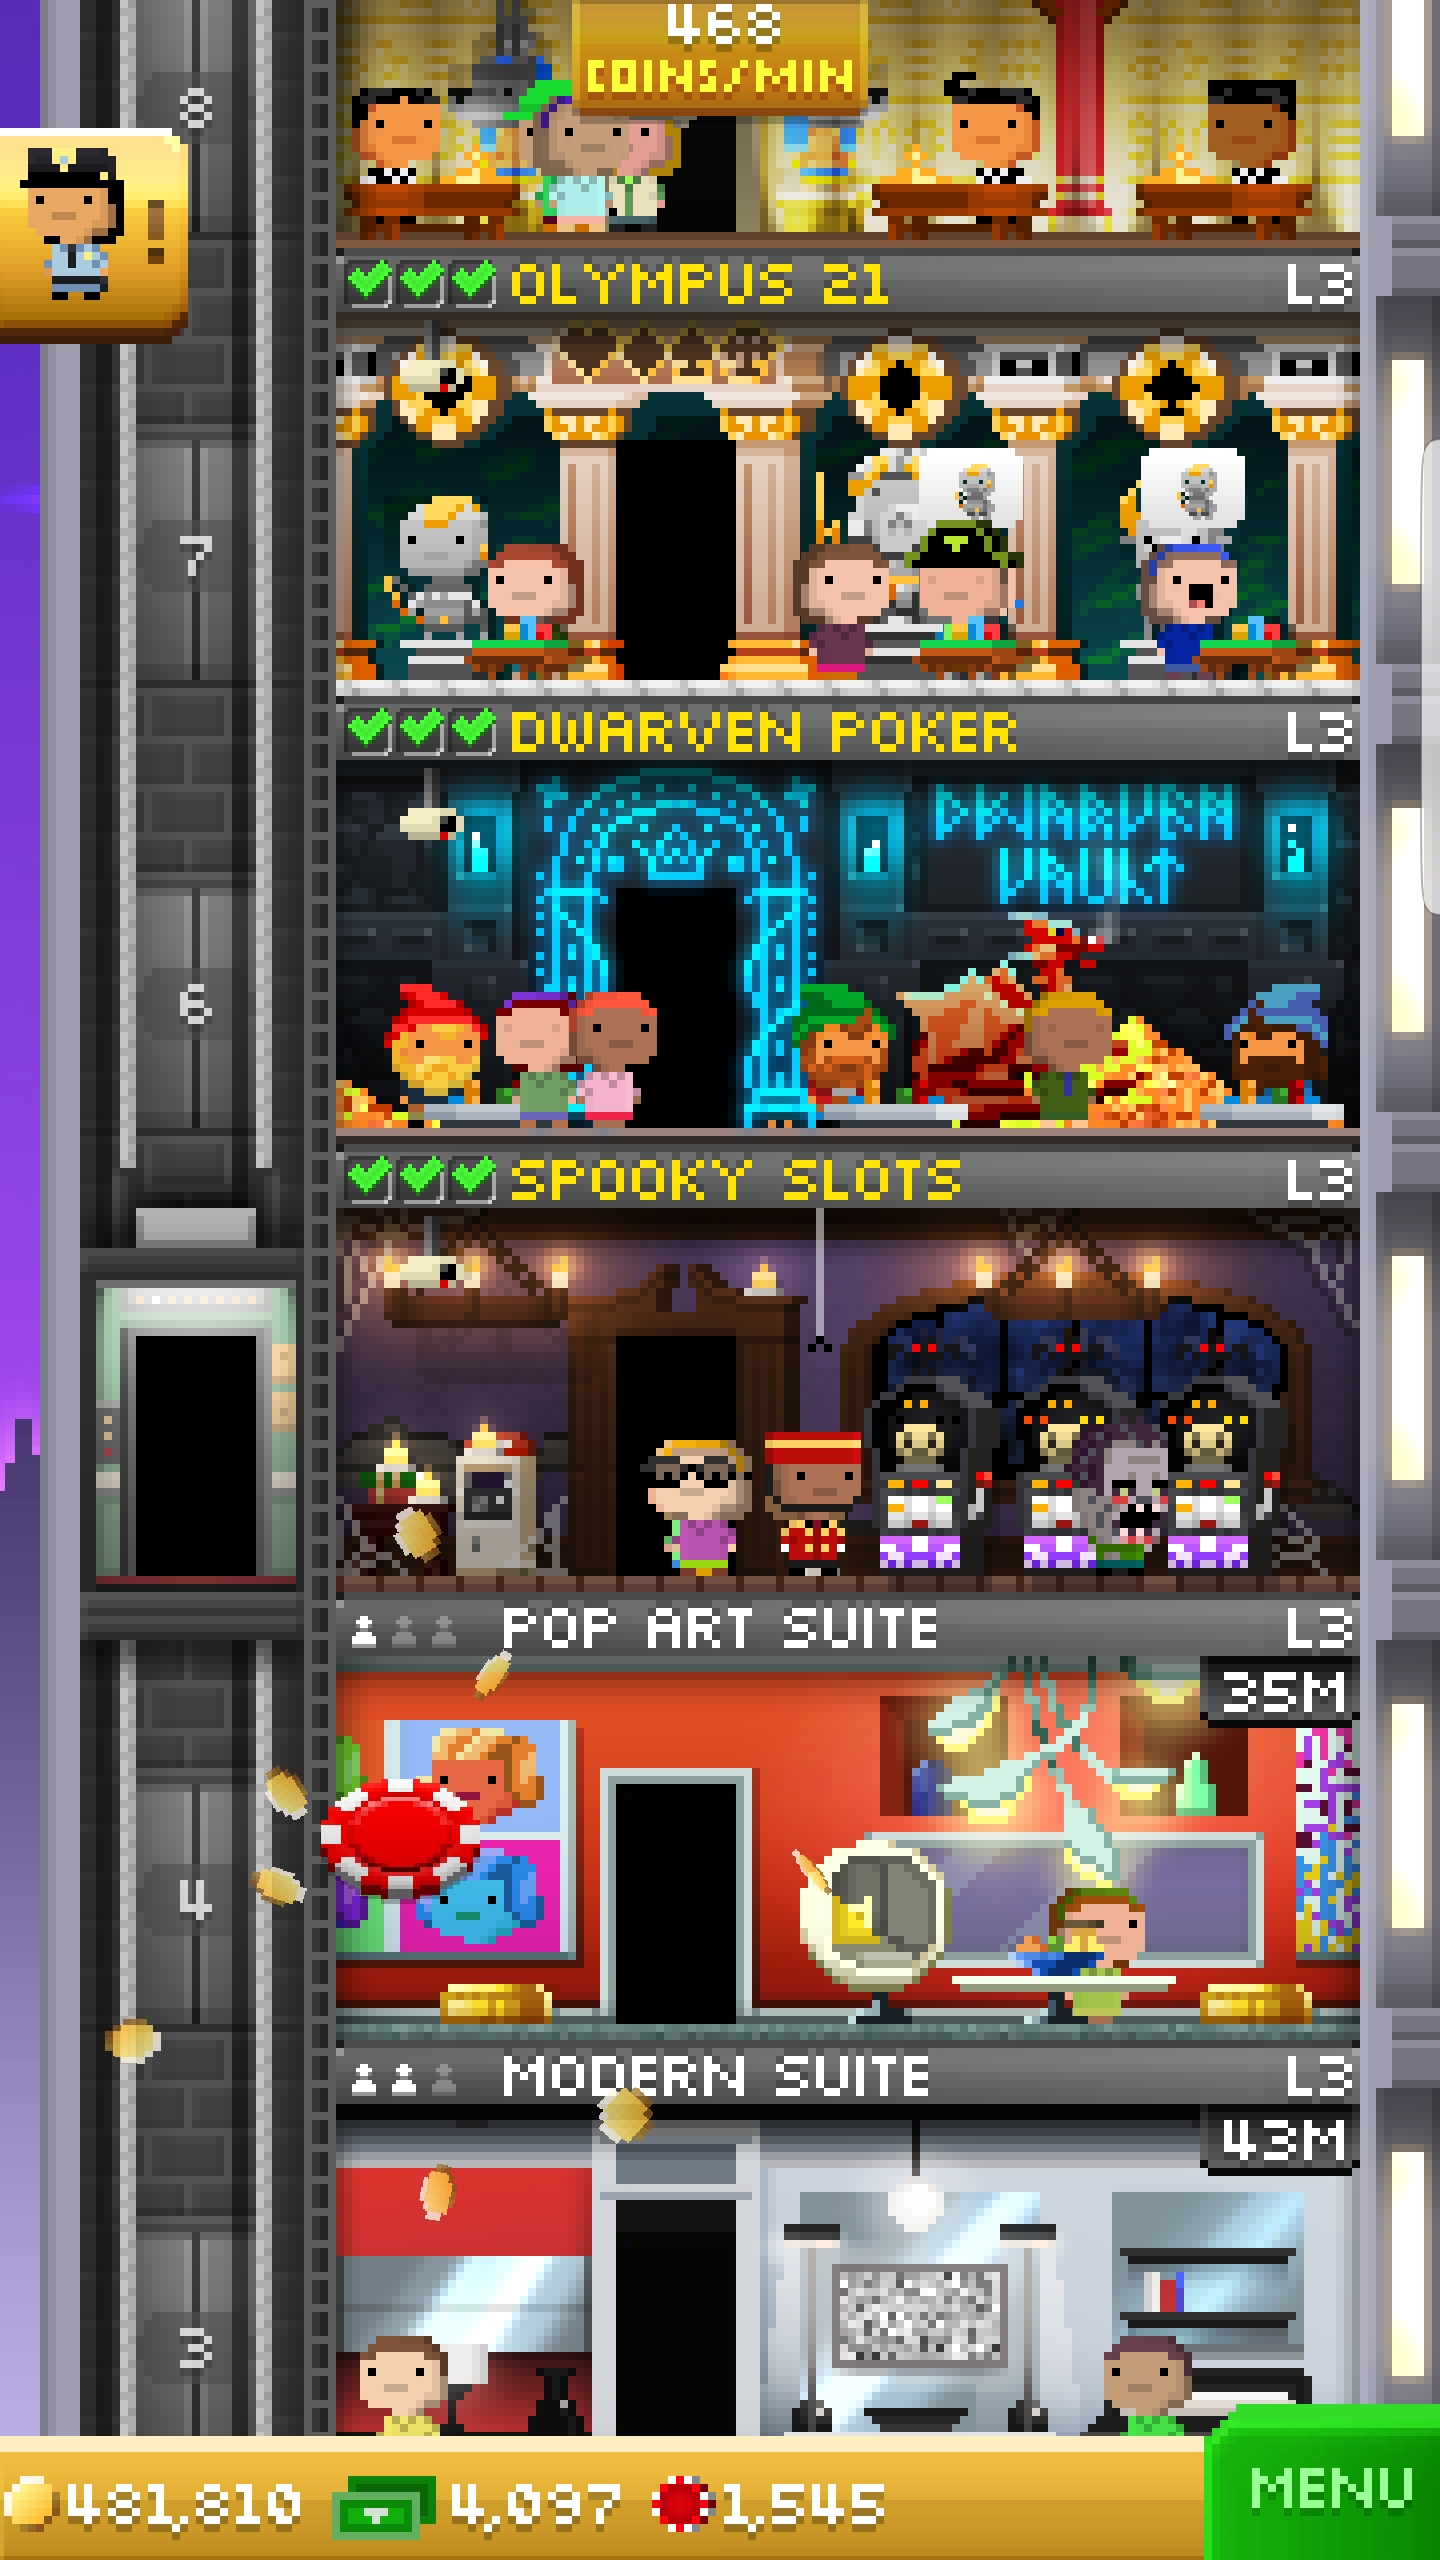 468
COINS/MIN
8
!
OLYMPUS 21 L3
7
DWARVEN POKER L3
DWARVEN
VAULT
6
SPOOKY SLOTS L3
POP ART SUITE L3
35M
4
MODERN SUITE L3
43M
3
481,810 4,097 1,545
MENU